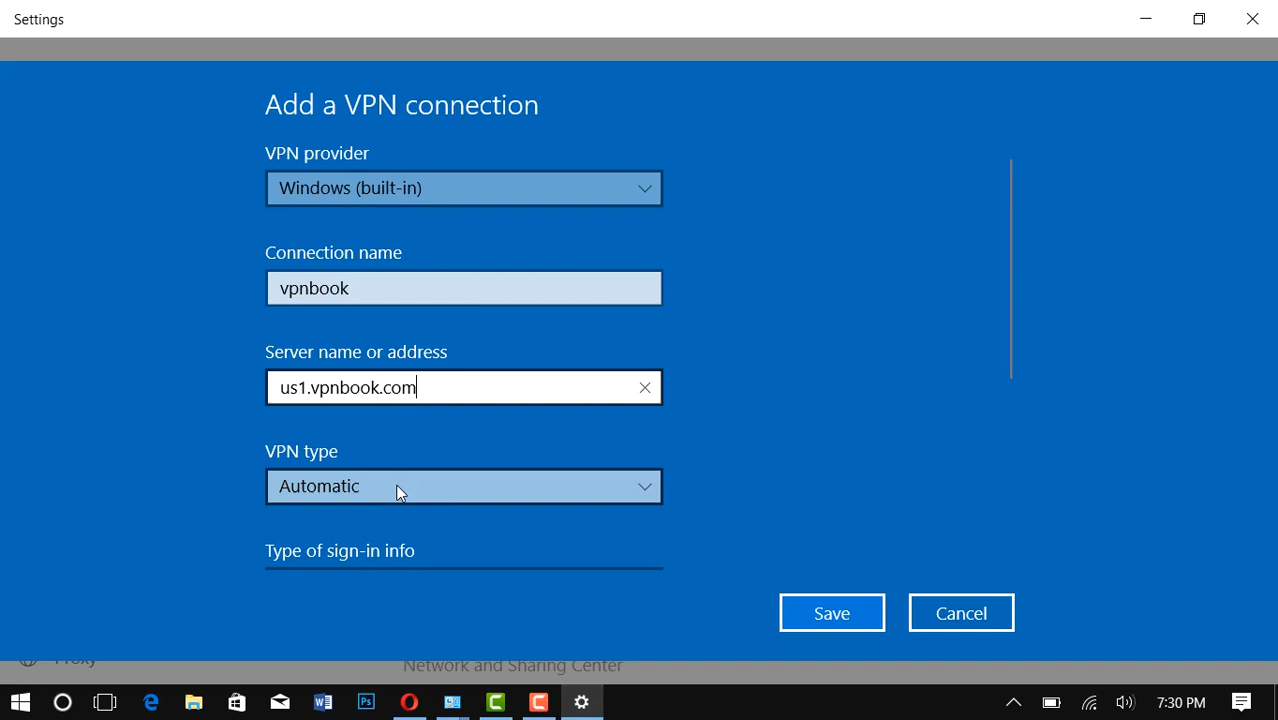 Settings
Add a VPN connection
VPN provider
Windows (built-in)
Connection name
vpnbook
Server name or address
us1.vpnbook.com
VPN type
Automatic
Type of sign-in info
Save
Cancel
Proxy
Network and Sharing Center
7:30 PM